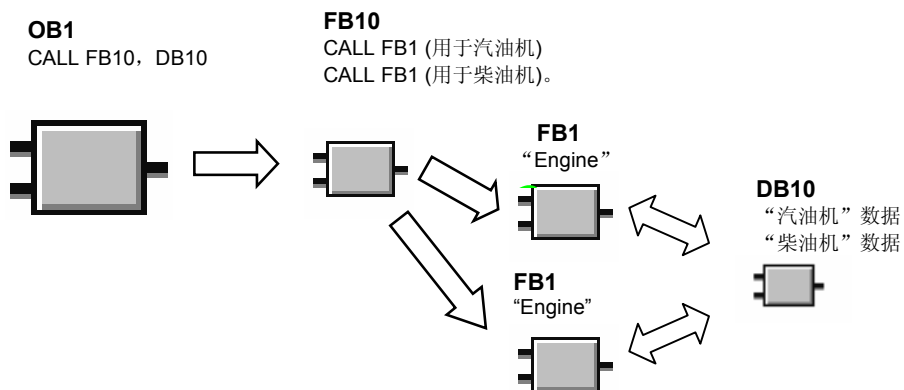 OB1
CALL FB10，DB10
FB10
CALL FB1 (用于汽油机)
CALL FB1 (用于柴油机)。
FB1
“Engine”
DB10
“汽油机”数据
“柴油机”数据
FB1
“Engine”